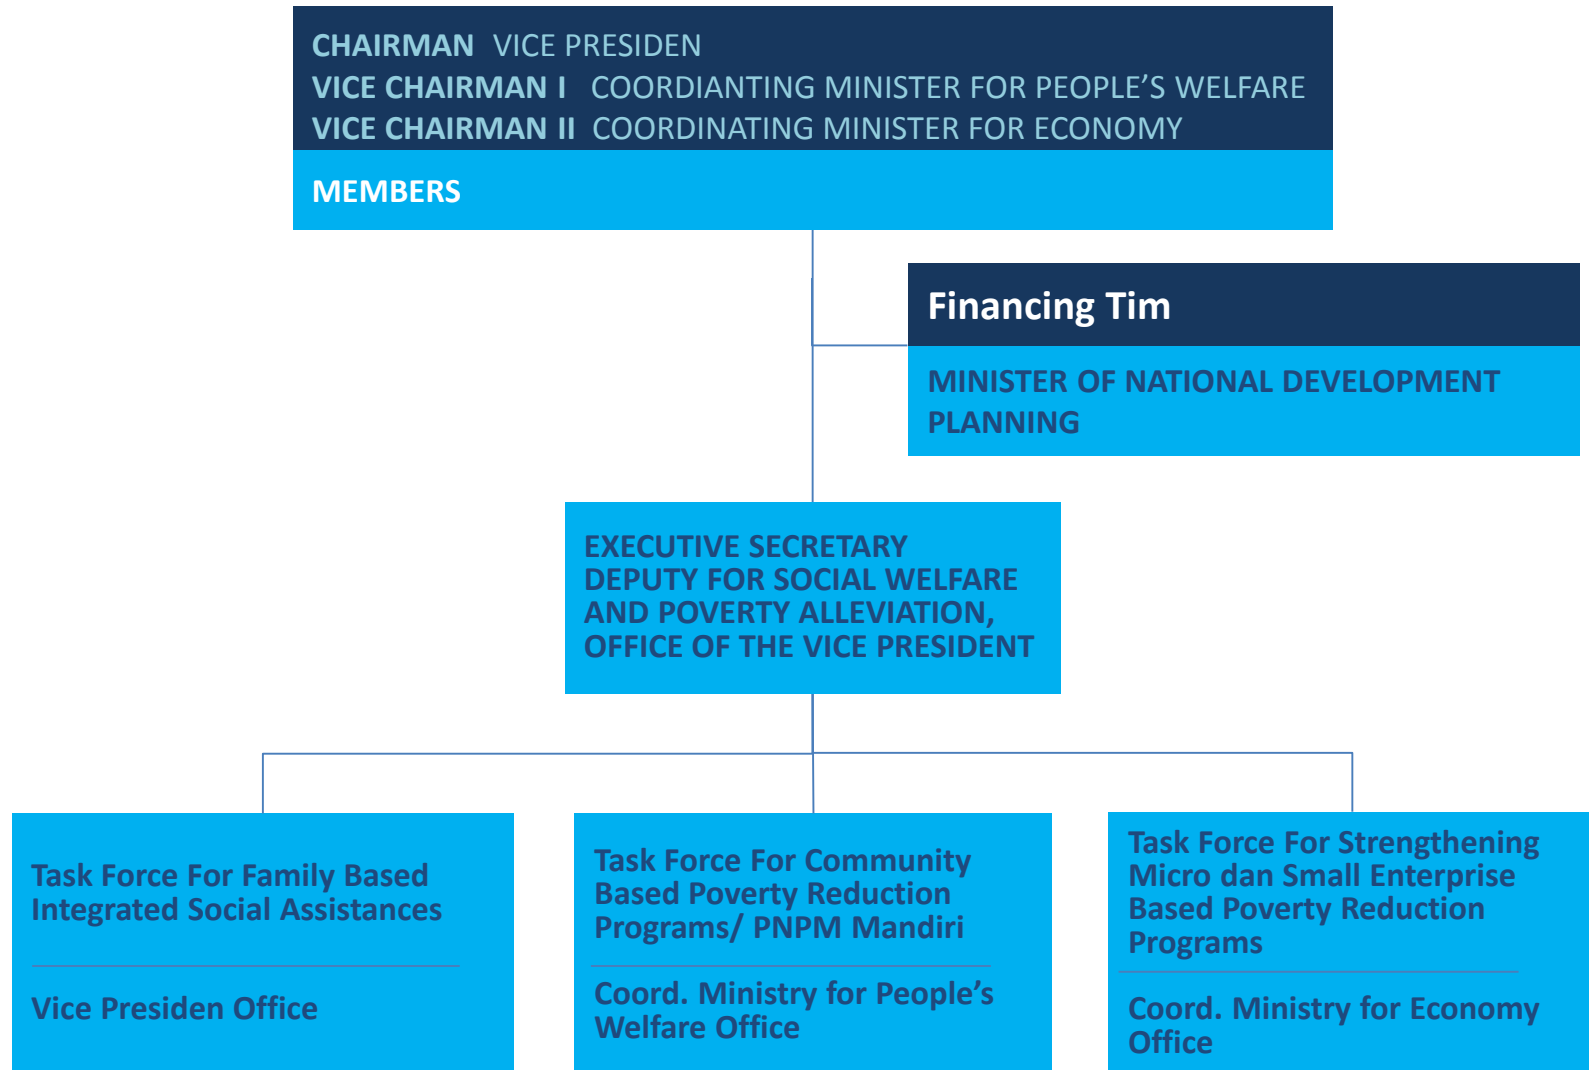 CHAIRMAN VICE PRESIDEN
VICE CHAIRMAN I COORDIANTING MINISTER FOR PEOPLE’S WELFARE
VICE CHAIRMAN II COORDINATING MINISTER FOR ECONOMY
MEMBERS
Financing Tim
MINISTER OF NATIONAL DEVELOPMENT
PLANNING
EXECUTIVE SECRETARY
DEPUTY FOR SOCIAL WELFARE
AND POVERTY ALLEVIATION,
OFFICE OF THE VICE PRESIDENT
Task Force For Family Based
Integrated Social Assistances
Vice Presiden Office
Task Force For Community
Based Poverty Reduction
Programs/ PNPM Mandiri
Coord. Ministry for People’s
Welfare Office
Task Force For Strengthening
Micro dan Small Enterprise
Based Poverty Reduction
Programs
Coord. Ministry for Economy
Office